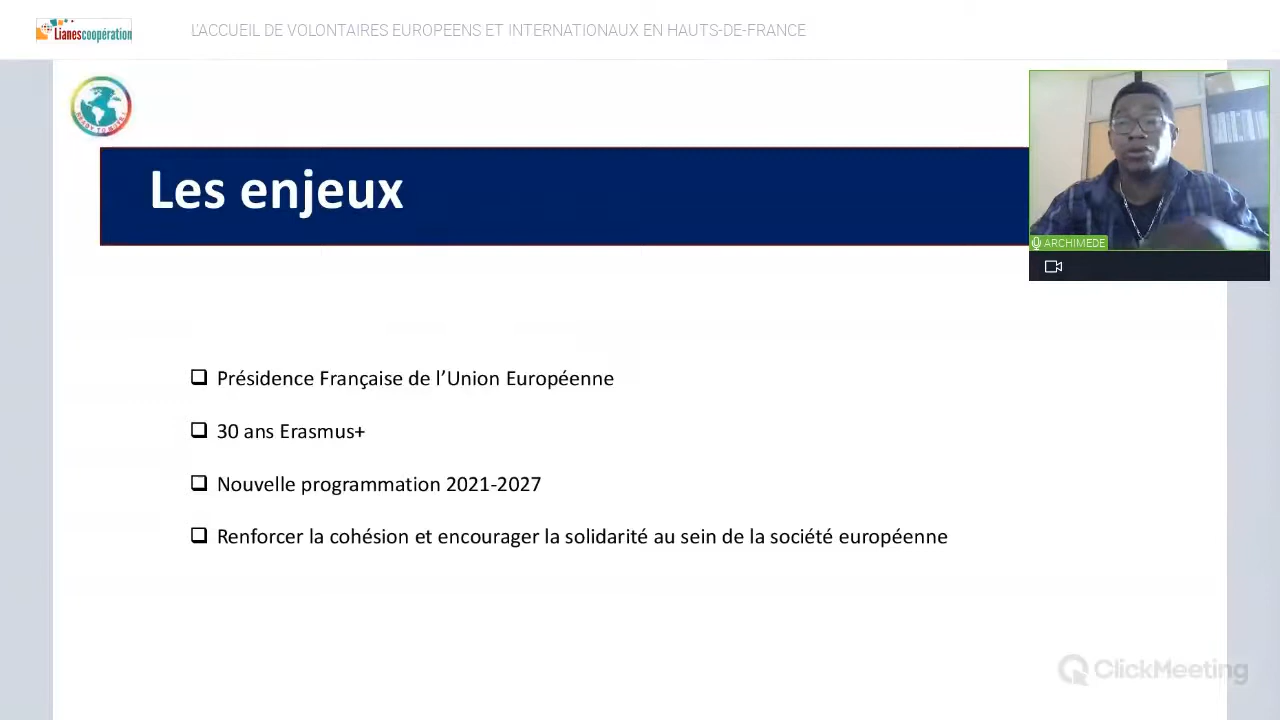 Lianescoopération
L'ACCUEIL DE VOLONTAIRES EUROPEENS ET INTERNATIONAUX EN HAUTS-DE-FRANCE
Les enjeux
ARCHIMEDE
Présidence Française de l'Union Européenne
30 ans Erasmus+
Nouvelle programmation 2021-2027
Renforcer la cohésion et encourager la solidarité au sein de la société européenne
ClickMeeting